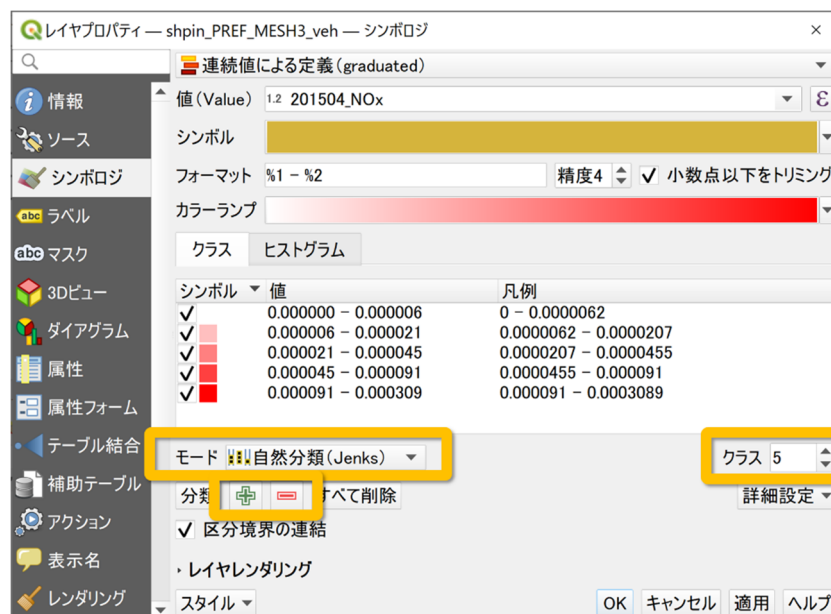 レイヤプロパティ — shpin_PREF_MESH3_veh — シンボロジ
連続値による定義(graduated)
情報
値(Value) 1.2 201504_NOx ε
ソース
シンボル
シンボロジ
フォーマット %1 - %2 精度4 小数点以下をトリミング
abc ラベル
カラーランプ
abc マスク
クラス ヒストグラム
3Dビュー
シンボル 値 凡例
0.000000 - 0.000006 0 - 0.0000062
ダイアグラム
0.000006 - 0.000021 0.0000062 - 0.0000207
0.000021 - 0.000045 0.0000207 - 0.0000455
属性
0.000045 - 0.000091 0.0000455 - 0.000091
0.000091 - 0.000309 0.000091 - 0.0003089
属性フォーム
テーブル結合
モード 自然分類(Jenks) クラス 5
補助テーブル
分類 すべて削除 詳細設定
アクション
区分境界の連結
表示名
レイヤレンダリング
レンダリング
スタイル OK キャンセル 適用 ヘルプ